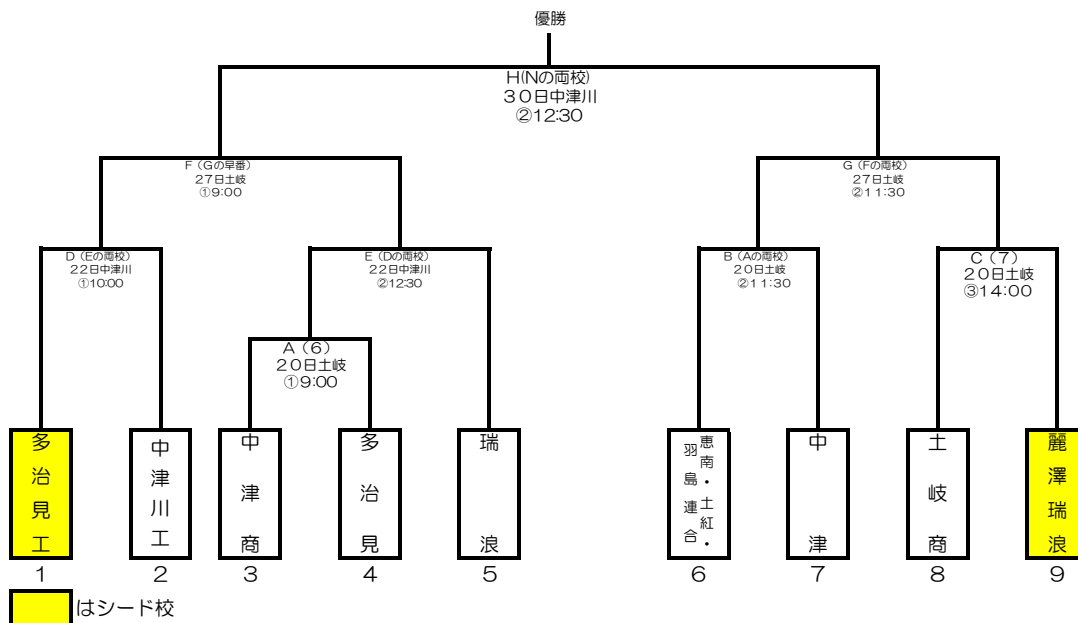 優勝
H(Nの両校)
30日中津川
②12:30
F（Gの早番）
27日土岐
①9:00
G（Fの両校）
27日土岐
②11:30
D（Eの両校）
22日中津川
①10:00
E（Dの両校）
22日中津川
②12:30
B（Aの両校）
20日土岐
②11:30
C（7）
20日土岐
③14:00
A（6）
20日土岐
①9:00
多治見工
中津川工
中津商
多治見
瑞浪
恵南・土紅・
羽島連合
中津
土岐商
麗澤瑞浪
1 2 3 4 5 6 7 8 9
はシード校